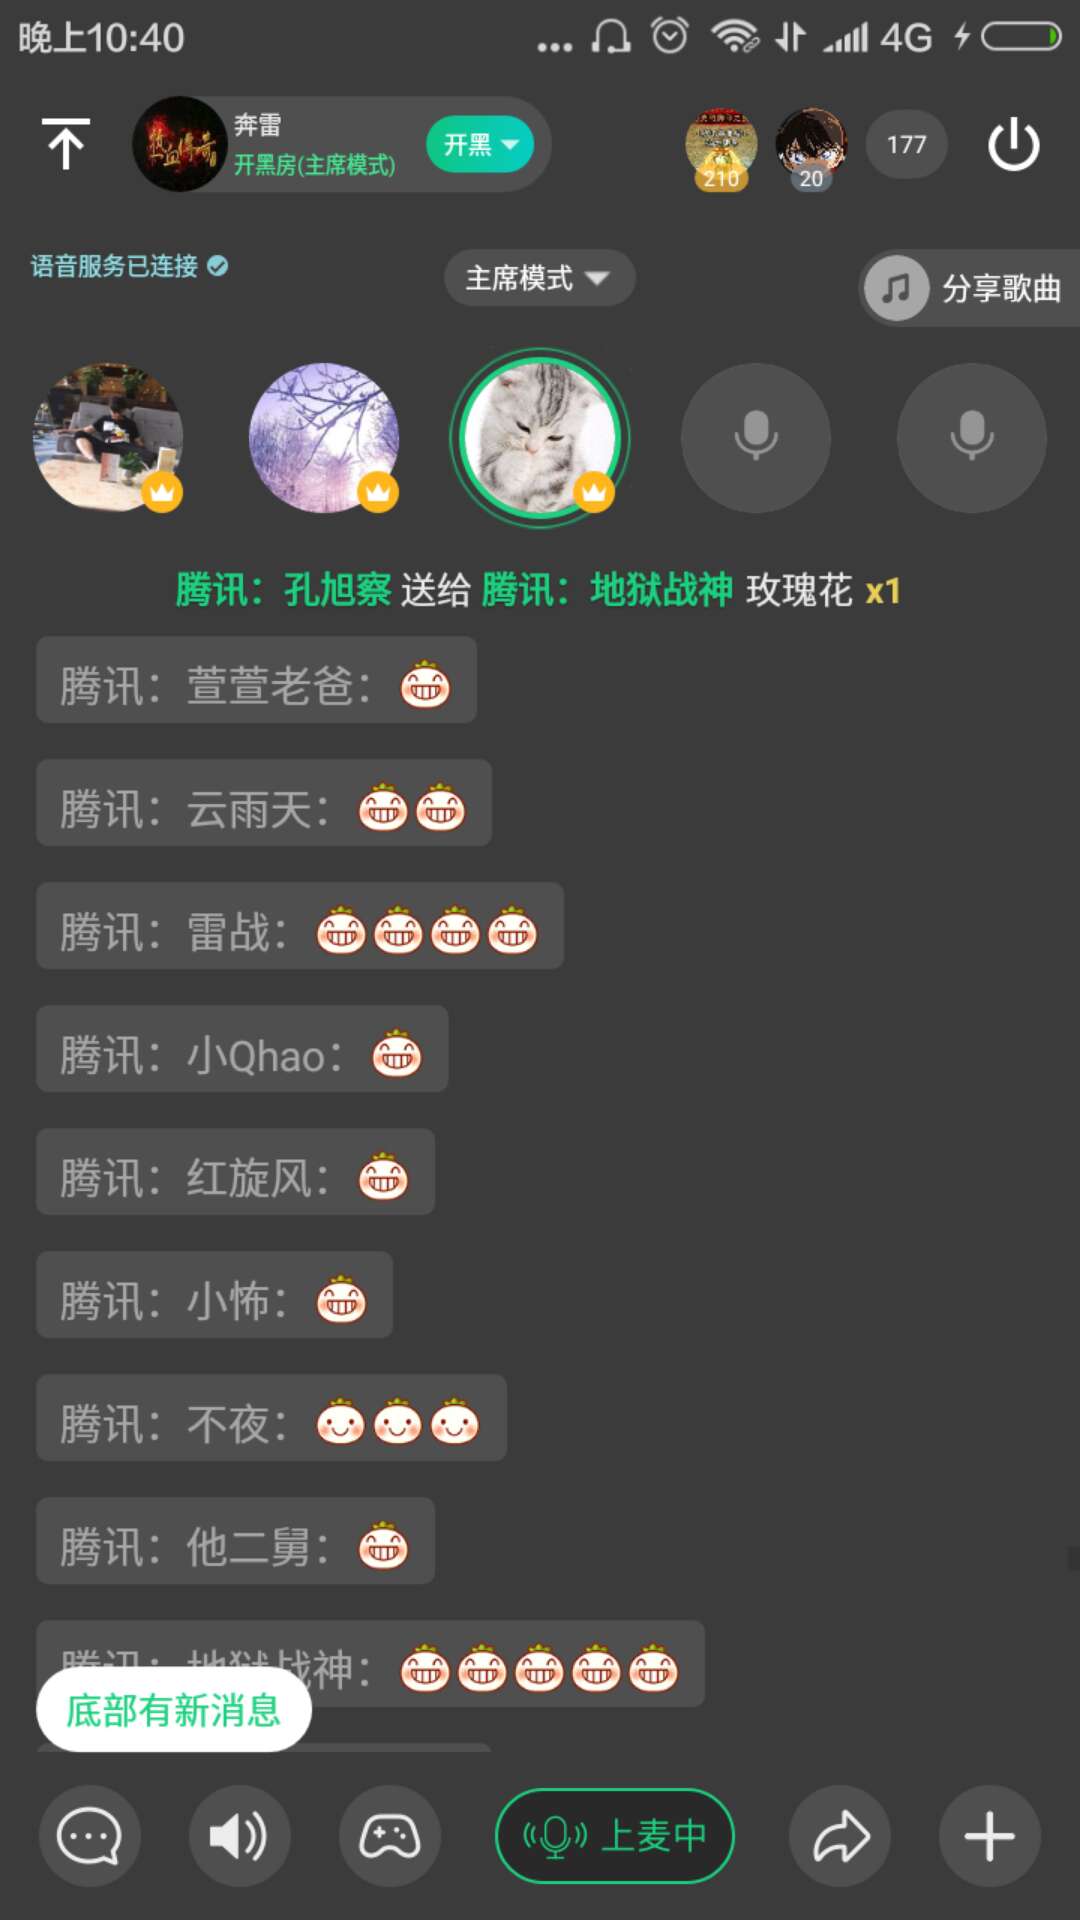 晚上10:40
4G
奔雷
开黑房(主席模式)
开黑
210
20
177
语音服务已连接
主席模式
分享歌曲
腾讯：孔旭察 送给 腾讯：地狱战神 玫瑰花 x1
腾讯：萱萱老爸：
腾讯：云雨天：
腾讯：雷战：
腾讯：小Qhao：
腾讯：红旋风：
腾讯：小怖：
腾讯：不夜：
腾讯：他二舅：
腾讯：地狱战神：
底部有新消息
上麦中